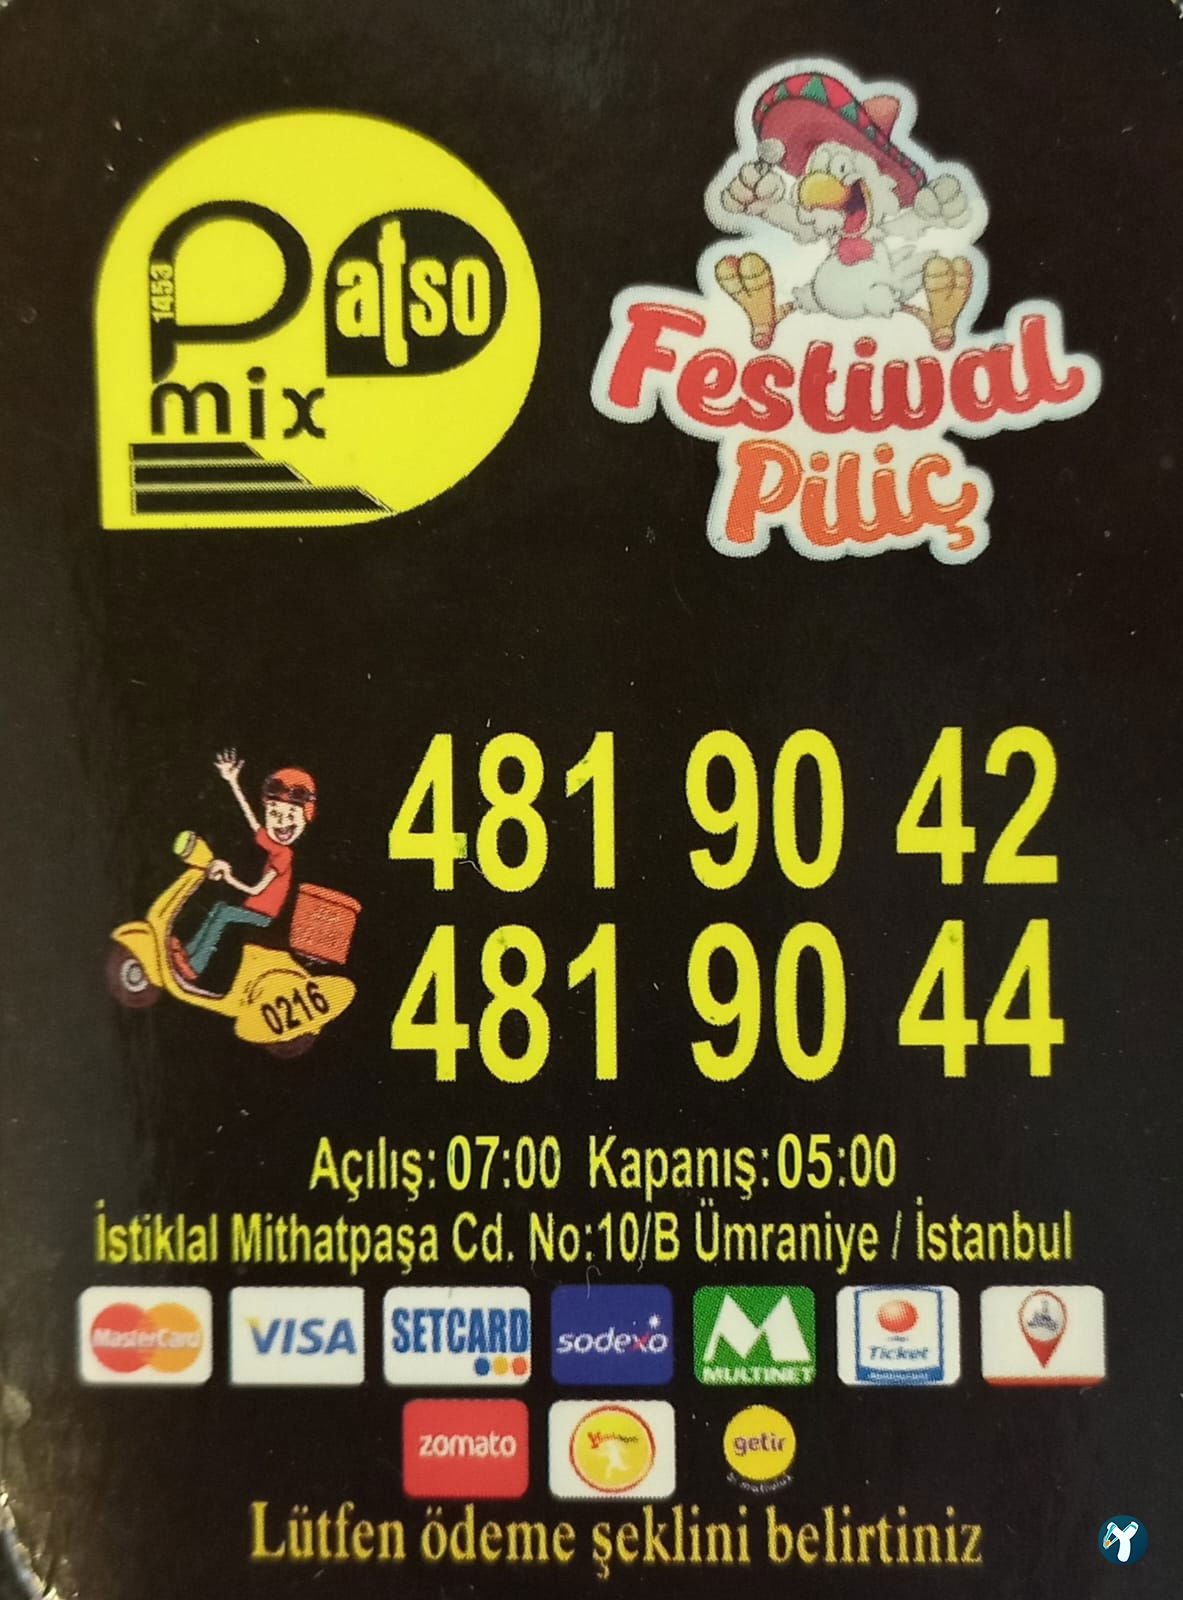 1453
Patso
mix
Festival
Piliç
481 90 42
481 90 44
0216
Açılış: 07:00 Kapanış: 05:00
İstiklal Mithatpaşa Cd. No:10/B Ümraniye / İstanbul
MasterCard VISA SETCARD sodexo MULTINET Ticket
zomato getir
Lütfen ödeme şeklini belirtiniz